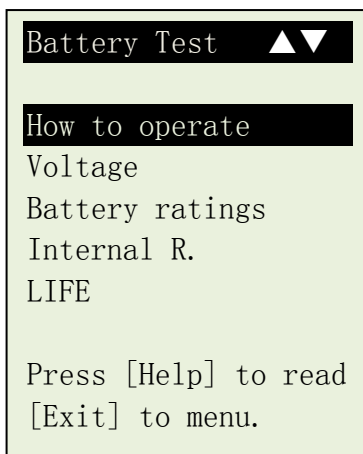 Battery Test ▲▼
How to operate
Voltage
Battery ratings
Internal R.
LIFE
Press [Help] to read
[Exit] to menu.